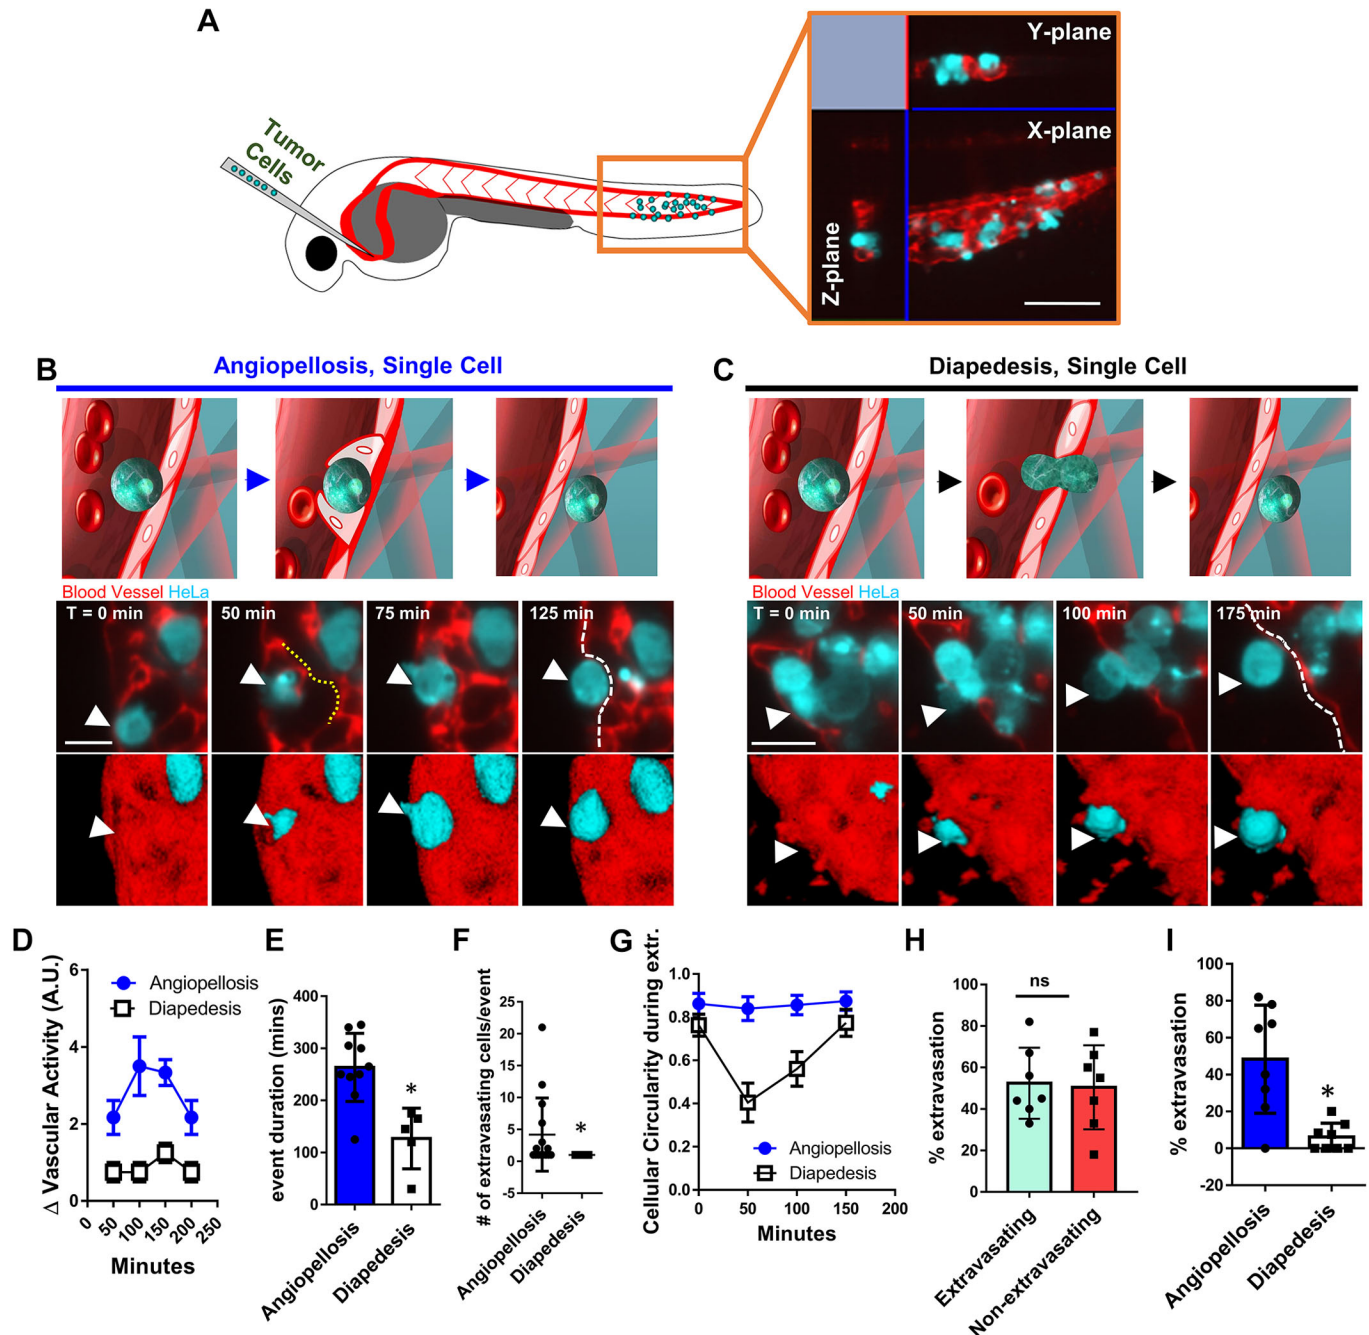 A
Tumor
Cells
Y-plane
X-plane
Z-plane
B
Angiopellosis, Single Cell
C
Diapedesis, Single Cell
Blood Vessel HeLa
T = 0 min
50 min
75 min
125 min
Blood Vessel HeLa
T = 0 min
50 min
100 min
175 min
D
Δ Vascular Activity (A.U.)
6
4
2
0
Angiopellosis
Diapedesis
0
50
100
150
200
250
Minutes
E
event duration (mins)
400
300
200
100
0
*
Angiopellosis
Diapedesis
F
# of extravasating cells/event
25
20
15
10
5
0
-5
*
Angiopellosis
Diapedesis
G
Cellular Circularity during extr.
1.0
0.8
0.6
0.4
0.2
0.0
Angiopellosis
Diapedesis
0
50
100
150
200
Minutes
H
% extravasation
100
80
60
40
20
0
ns
Extravasating
Non-extravasating
I
% extravasation
100
80
60
40
20
0
-20
*
Angiopellosis
Diapedesis